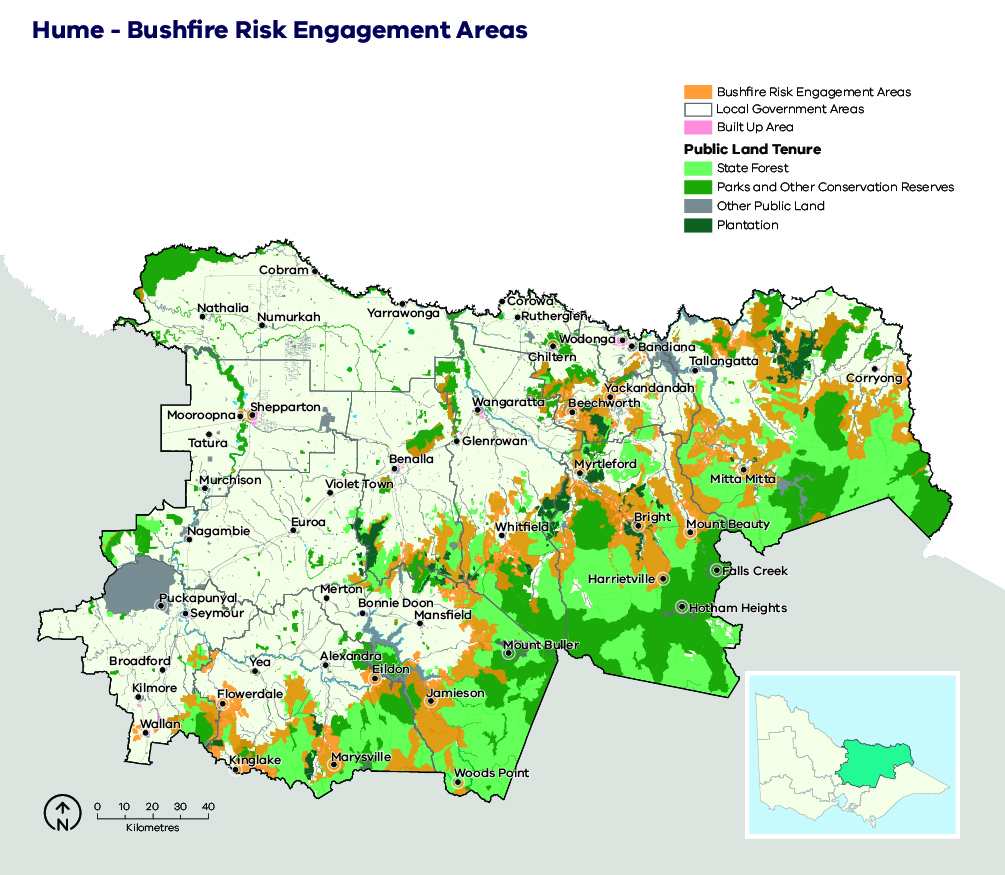 Hume - Bushfire Risk Engagement Areas
Bushfire Risk Engagement Areas
Local Government Areas
Built Up Area
Public Land Tenure
State Forest
Parks and Other Conservation Reserves
Other Public Land
Plantation
Cobram
Nathalia
Numurkah
Yarrawonga
Corowa
Rutherglen
Wodonga
Bandiana
Chiltern
Tallangatta
Corryong
Yackandandah
Beechworth
Wangaratta
Mooroopna
Shepparton
Tatura
Glenrowan
Benalla
Myrtleford
Mitta Mitta
Murchison
Violet Town
Bright
Mount Beauty
Whitfield
Euroa
Nagambie
Harrietville
Falls Creek
Puckapunyal
Seymour
Merton
Bonnie Doon
Mansfield
Hotham Heights
Mount Buller
Broadford
Yea
Alexandra
Eildon
Kilmore
Flowerdale
Jamieson
Wallan
Kinglake
Marysville
Woods Point
N
0 10 20 30 40
Kilometres